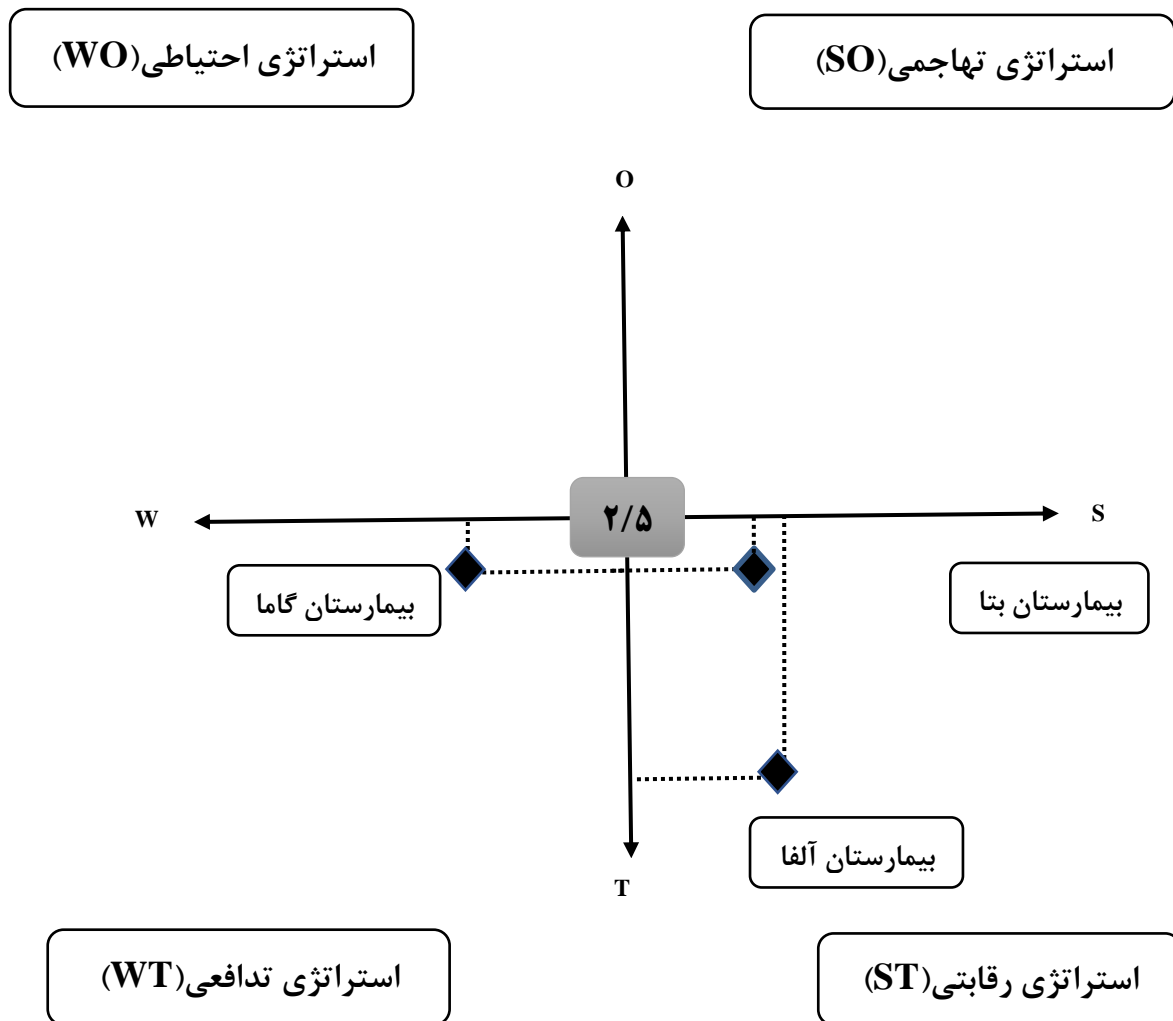 استراتژی تهاجمی(SO)
استراتژی احتیاطی(WO)
O
S
۲/۵
W
بیمارستان بتا
بیمارستان گاما
بیمارستان آلفا
T
استراتژی رقابتی(ST)
استراتژی تدافعی(WT)